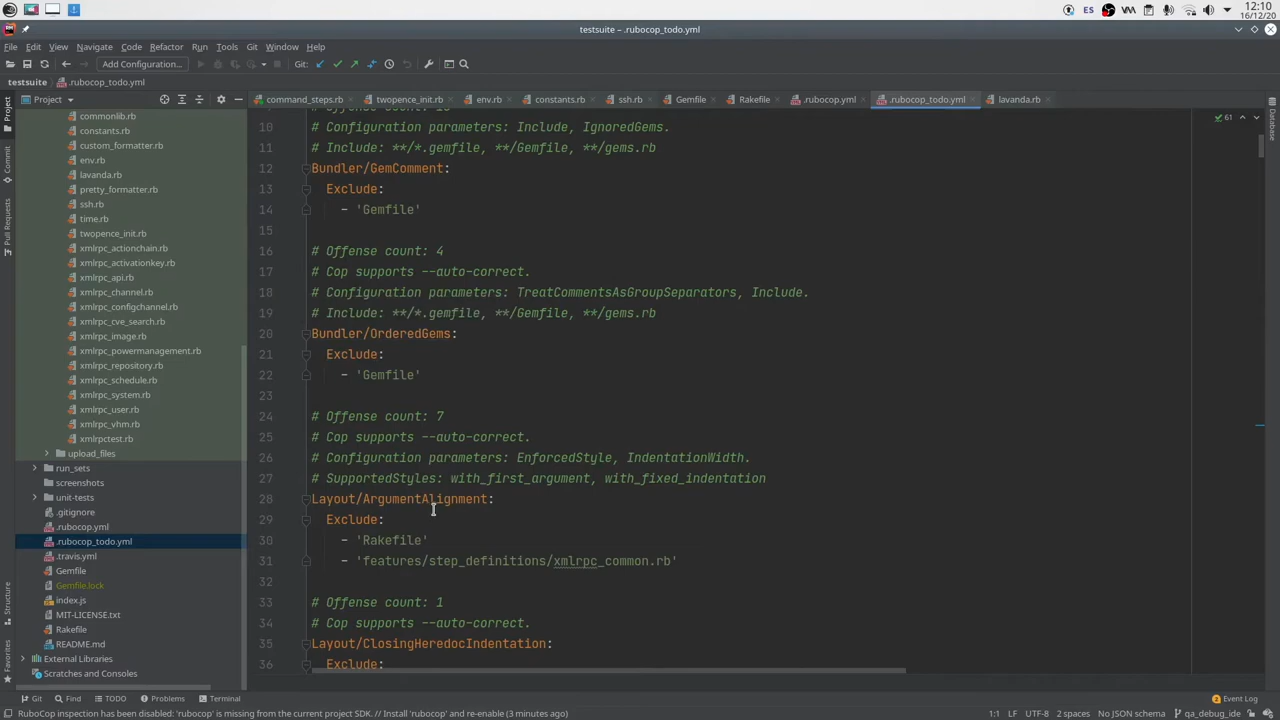 ES
12:10
16/12/20
testsuite – .rubocop_todo.yml
File Edit View Navigate Code Refactor Run Tools Git Window Help
Add Configuration... Git:
testsuite .rubocop_todo.yml
Project
command_steps.rb twopence_init.rb env.rb constants.rb ssh.rb Gemfile Rakefile .rubocop.yml .rubocop_todo.yml lavanda.rb
Project
Commit
Pull Requests
Structure
Favorites
Database
commonlib.rb
constants.rb
custom_formatter.rb
env.rb
lavanda.rb
pretty_formatter.rb
ssh.rb
time.rb
twopence_init.rb
xmlrpc_actionchain.rb
xmlrpc_activationkey.rb
xmlrpc_api.rb
xmlrpc_channel.rb
xmlrpc_configchannel.rb
xmlrpc_cve_search.rb
xmlrpc_image.rb
xmlrpc_powermanagement.rb
xmlrpc_repository.rb
xmlrpc_schedule.rb
xmlrpc_system.rb
xmlrpc_user.rb
xmlrpc_vhm.rb
xmlrpctest.rb
upload_files
run_sets
screenshots
unit-tests
.gitignore
.rubocop.yml
.rubocop_todo.yml
.travis.yml
Gemfile
Gemfile.lock
index.js
MIT-LICENSE.txt
Rakefile
README.md
External Libraries
Scratches and Consoles
61
10 # Configuration parameters: Include, IgnoredGems.
11 # Include: **/*.gemfile, **/Gemfile, **/gems.rb
12 Bundler/GemComment:
13 Exclude:
14 - 'Gemfile'
15
16 # Offense count: 4
17 # Cop supports --auto-correct.
18 # Configuration parameters: TreatCommentsAsGroupSeparators, Include.
19 # Include: **/*.gemfile, **/Gemfile, **/gems.rb
20 Bundler/OrderedGems:
21 Exclude:
22 - 'Gemfile'
23
24 # Offense count: 7
25 # Cop supports --auto-correct.
26 # Configuration parameters: EnforcedStyle, IndentationWidth.
27 # SupportedStyles: with_first_argument, with_fixed_indentation
28 Layout/ArgumentAlignment:
29 Exclude:
30 - 'Rakefile'
31 - 'features/step_definitions/xmlrpc_common.rb'
32
33 # Offense count: 1
34 # Cop supports --auto-correct.
35 Layout/ClosingHeredocIndentation:
36 Exclude:
Git Find TODO Problems Terminal Event Log
RuboCop inspection has been disabled: 'rubocop' is missing from the current project SDK. // Install 'rubocop' and re-enable (3 minutes ago) 1:1 LF UTF-8 2 spaces No JSON schema qa_debug_ide